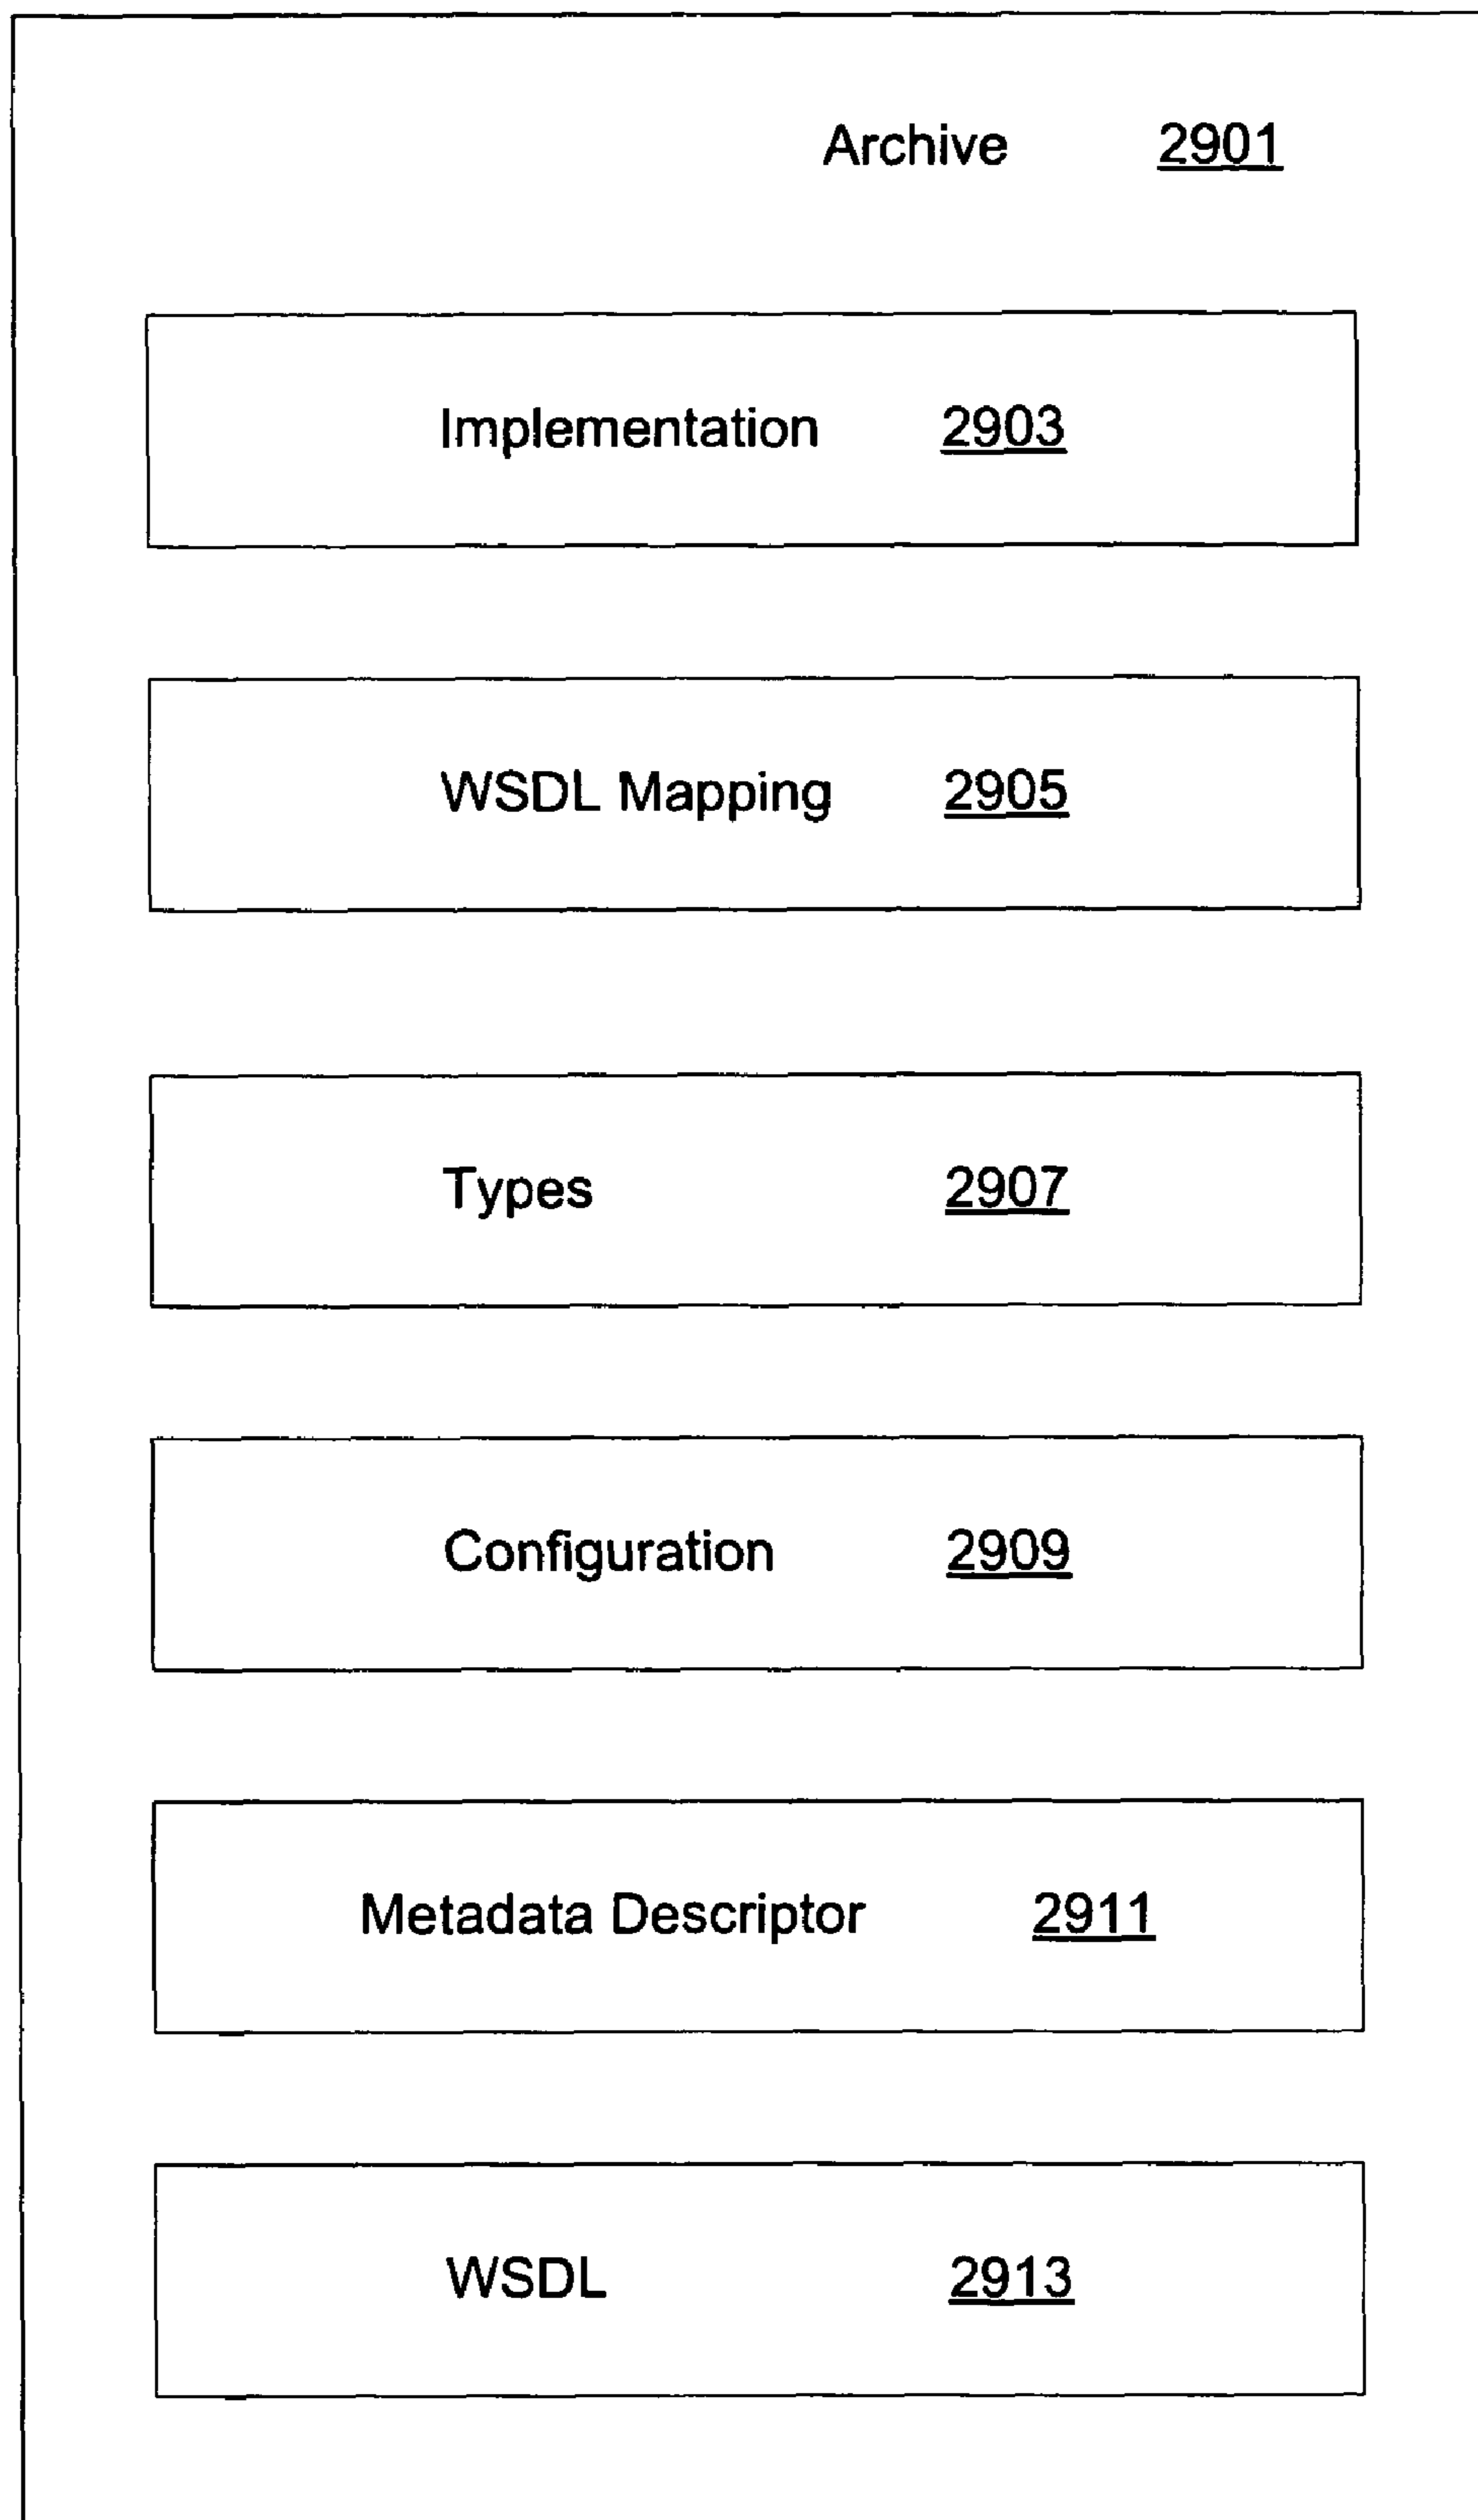 Archive 2901
Implementation 2903
WSDL Mapping 2905
Types 2907
Configuration 2909
Metadata Descriptor 2911
WSDL 2913